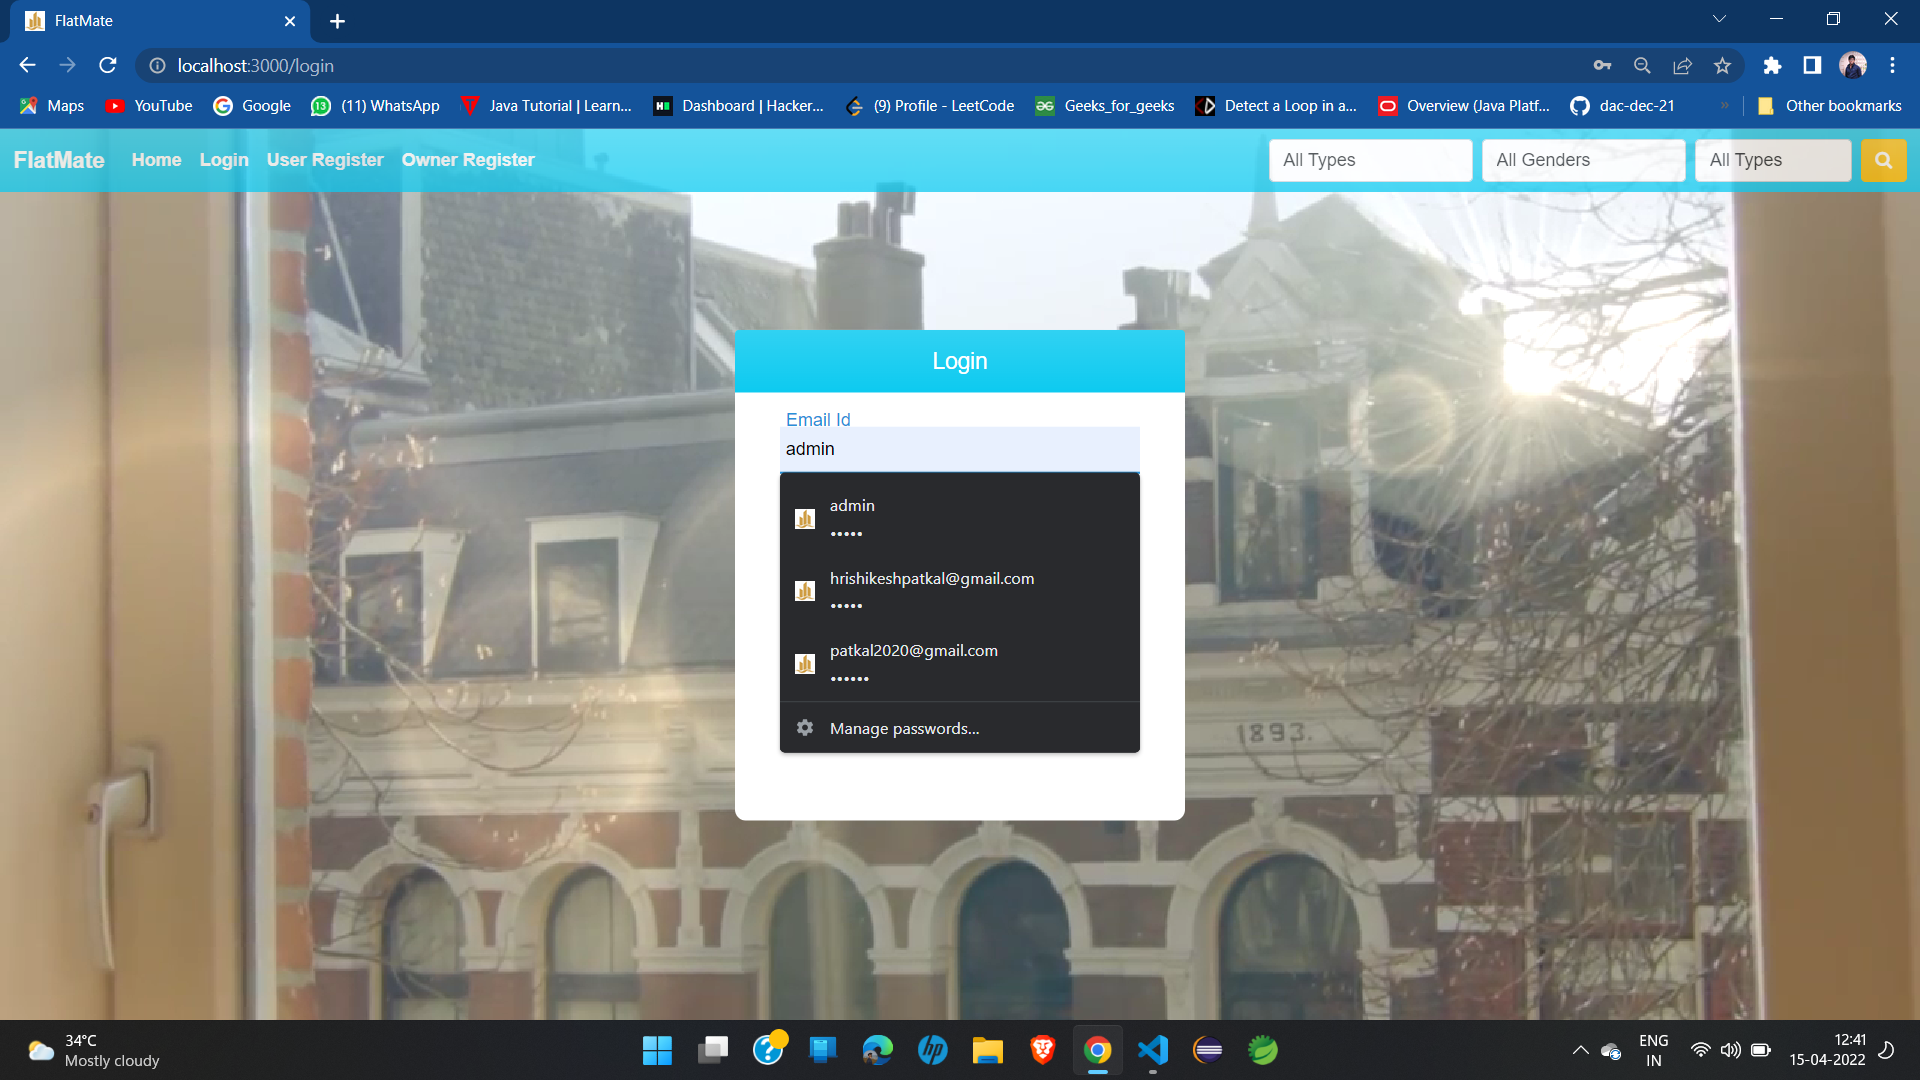 FlatMate
localhost:3000/login
Maps
YouTube
Google
13
(11) WhatsApp
Java Tutorial | Learn...
Dashboard | Hacker...
(9) Profile - LeetCode
Geeks_for_geeks
Detect a Loop in a...
Overview (Java Platf...
dac-dec-21
»
Other bookmarks
FlatMate
Home
Login
User Register
Owner Register
All Types
All Genders
All Types
Login
Email Id
admin
admin
•••••
hrishikeshpatkal@gmail.com
•••••
patkal2020@gmail.com
••••••
Manage passwords...
1893.
34°C
Mostly cloudy
ENG
IN
12:41
15-04-2022